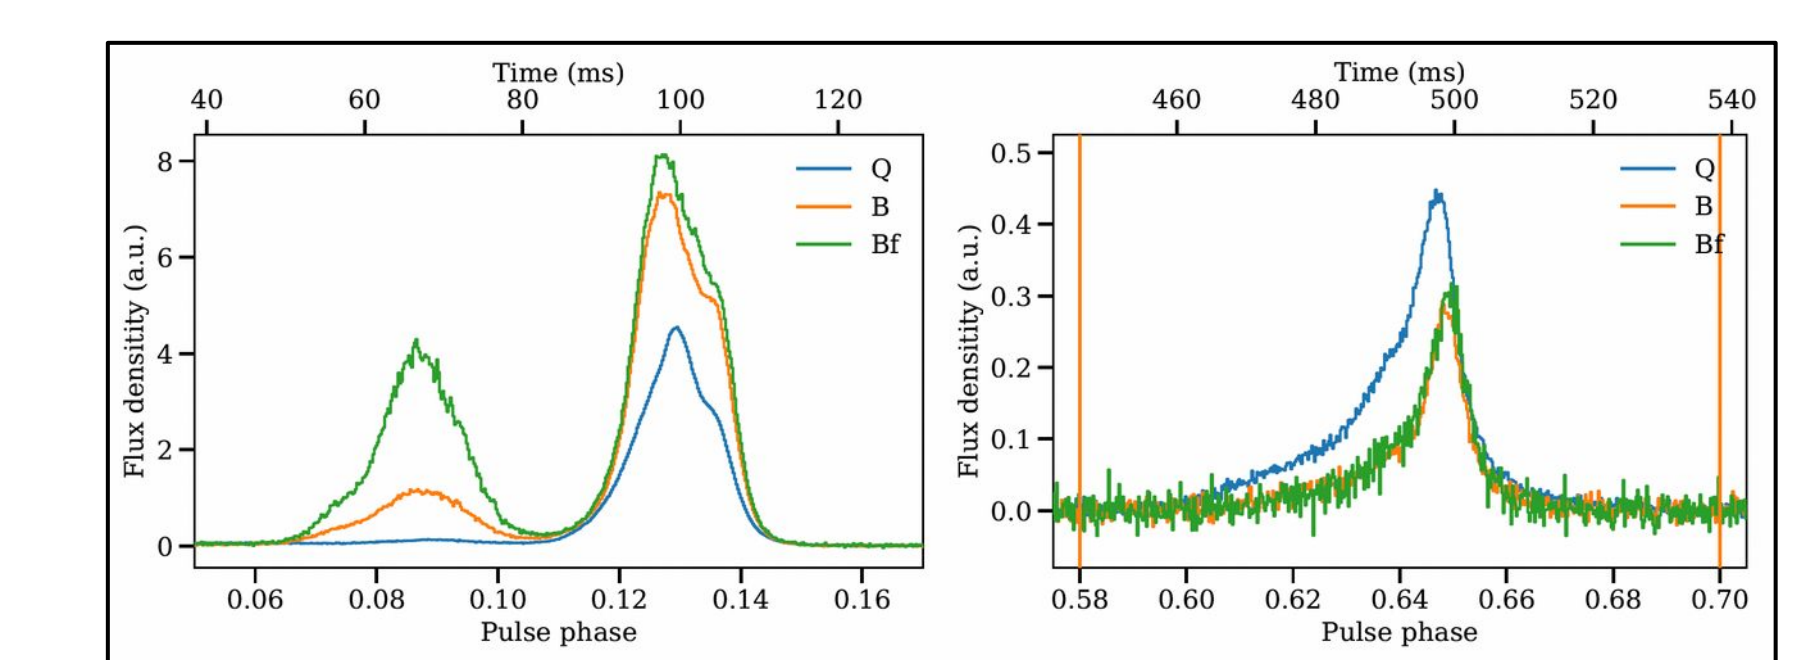 Time (ms)
40 60 80 100 120
8
6
4
2
0
Flux densitity (a.u.)
Q
B
Bf
0.06 0.08 0.10 0.12 0.14 0.16
Pulse phase
Time (ms)
460 480 500 520 540
0.5
0.4
0.3
0.2
0.1
0.0
Flux density (a.u.)
Q
B
Bf
0.58 0.60 0.62 0.64 0.66 0.68 0.70
Pulse phase